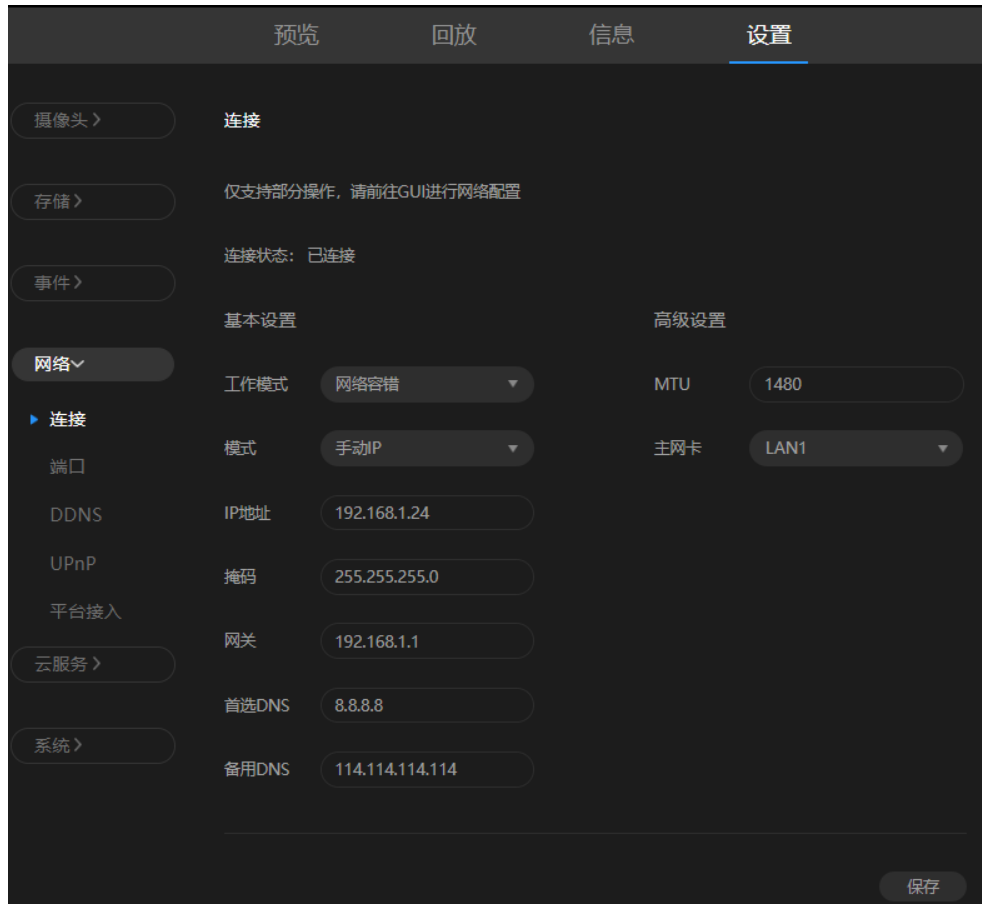 预览 回放 信息 设置
摄像头
存储
事件
网络
连接
端口
DDNS
UPnP
平台接入
云服务
系统
连接
仅支持部分操作，请前往GUI进行网络配置
连接状态： 已连接
基本设置 高级设置
工作模式 网络容错 MTU 1480
模式 手动IP 主网卡 LAN1
IP地址 192.168.1.24
掩码 255.255.255.0
网关 192.168.1.1
首选DNS 8.8.8.8
备用DNS 114.114.114.114
保存